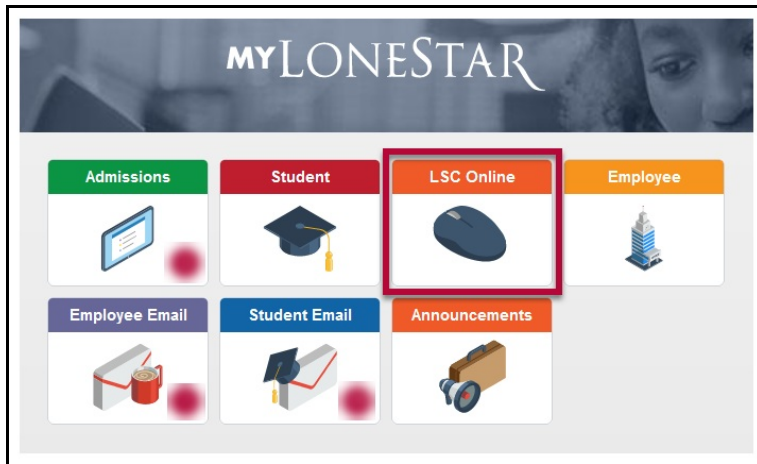 MYLONESTAR
Admissions
Student
LSC Online
Employee
Employee Email
Student Email
Announcements